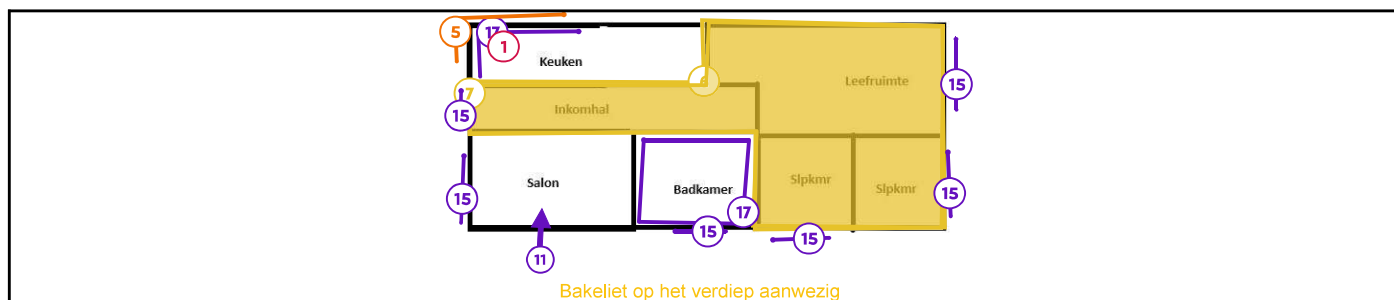 5
17
1
Keuken
Leefruimte
15
7
15
Inkomhal
Salon
Badkamer
Slpkmr
Slpkmr
15
15
17
15
15
11
Bakeliet op het verdiep aanwezig